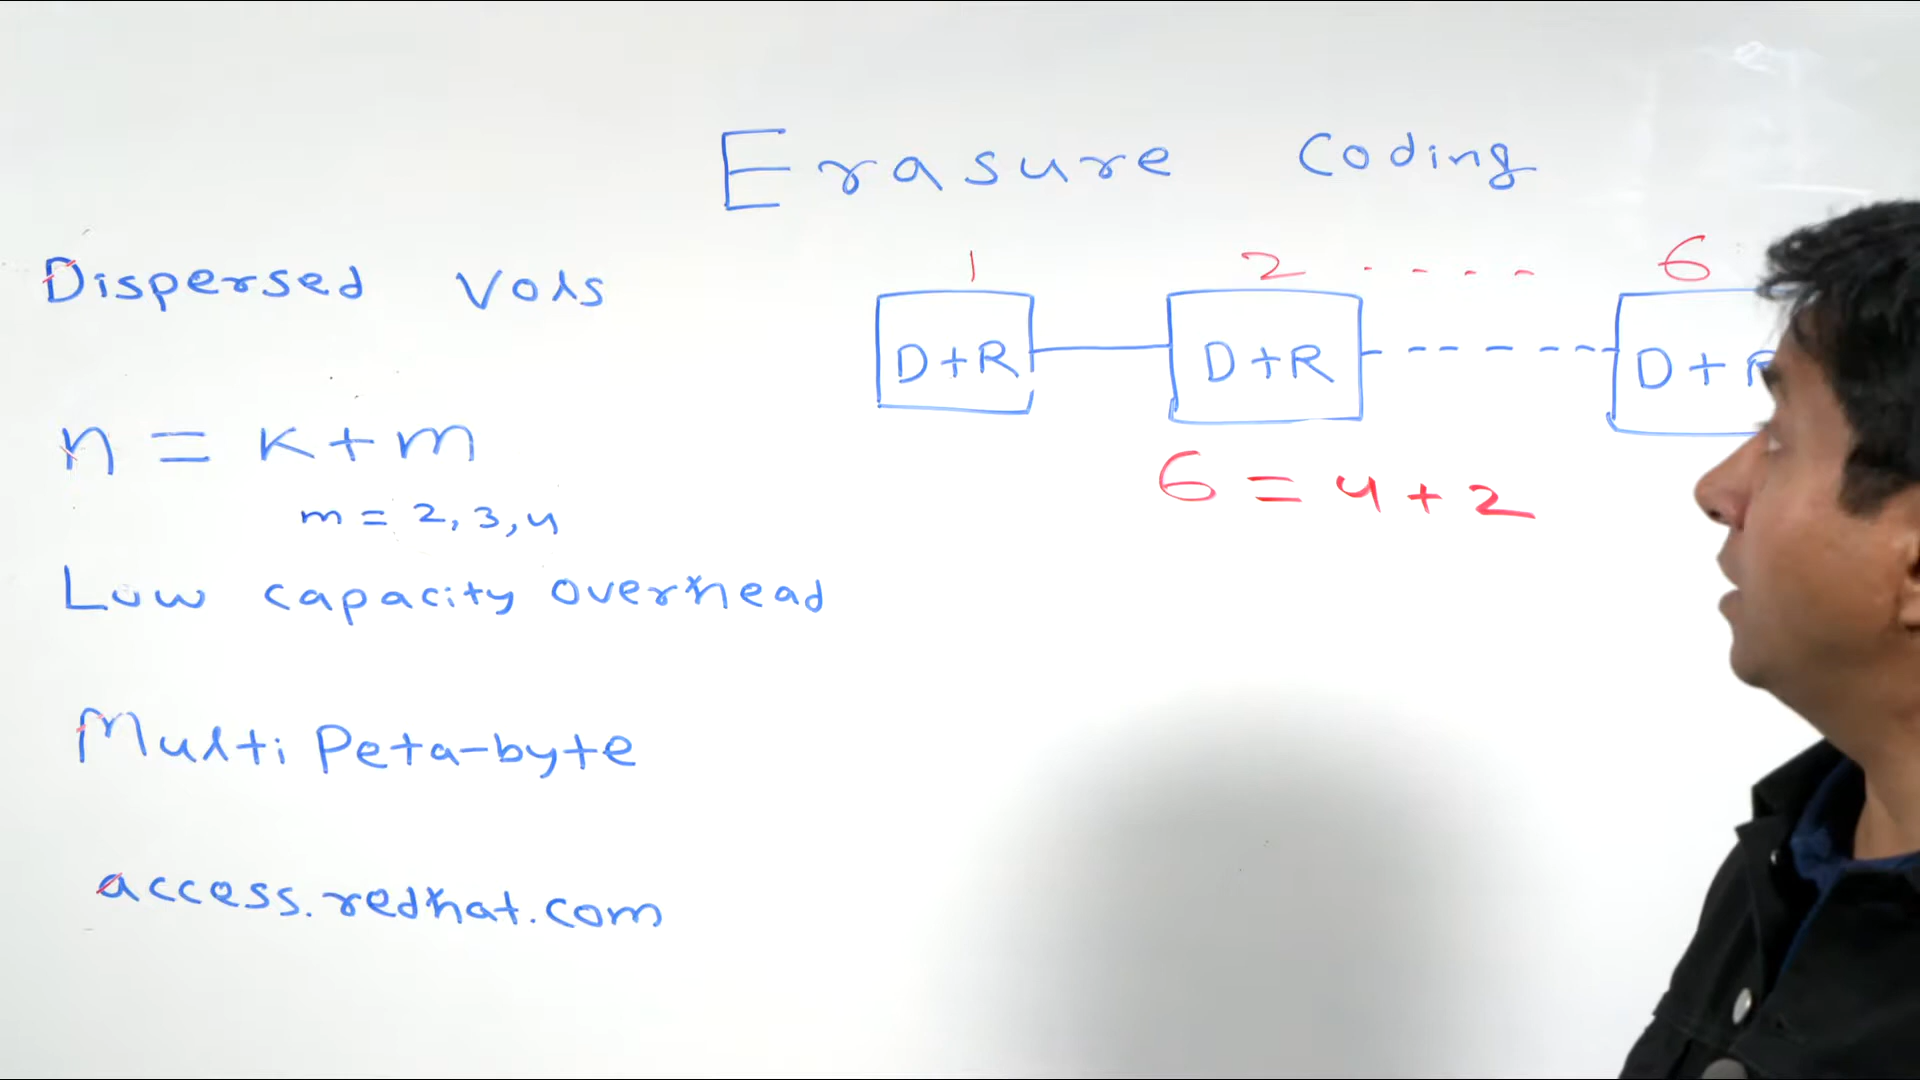 Erasure Coding
Dispersed Vols
1 2 ---- 6
D+R D+R D+R
n = k+m
6 = 4+2
m = 2,3,4
Low capacity overhead
Multi Peta-byte
access.redhat.com